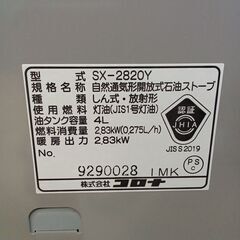 型式 SX-2820Y
規格名称 自然通気形開放式石油ストーブ
種類 しん式・放射形
使用燃料 灯油(JIS1号灯油)
油タンク容量 4L
燃料消費量 2.83kW(0.275L/h)
暖房出力 2.83kW
認証
JHIA
JIS S 2019
No.
9290028 1MK
PSC
株式会社 コロナ